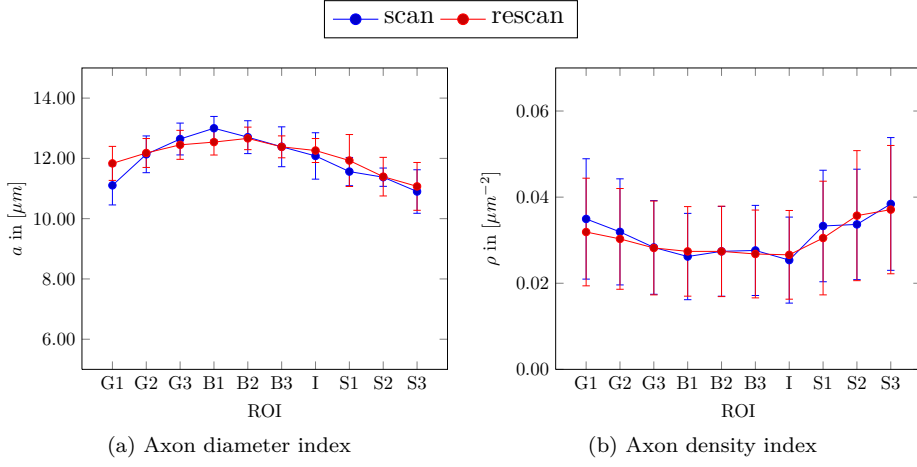 scan rescan
14.00
12.00
10.00
8.00
6.00
a in [μm]
G1 G2 G3 B1 B2 B3 I S1 S2 S3
ROI
(a) Axon diameter index
0.06
0.04
0.02
0.00
ρ in [μm⁻²]
G1 G2 G3 B1 B2 B3 I S1 S2 S3
ROI
(b) Axon density index